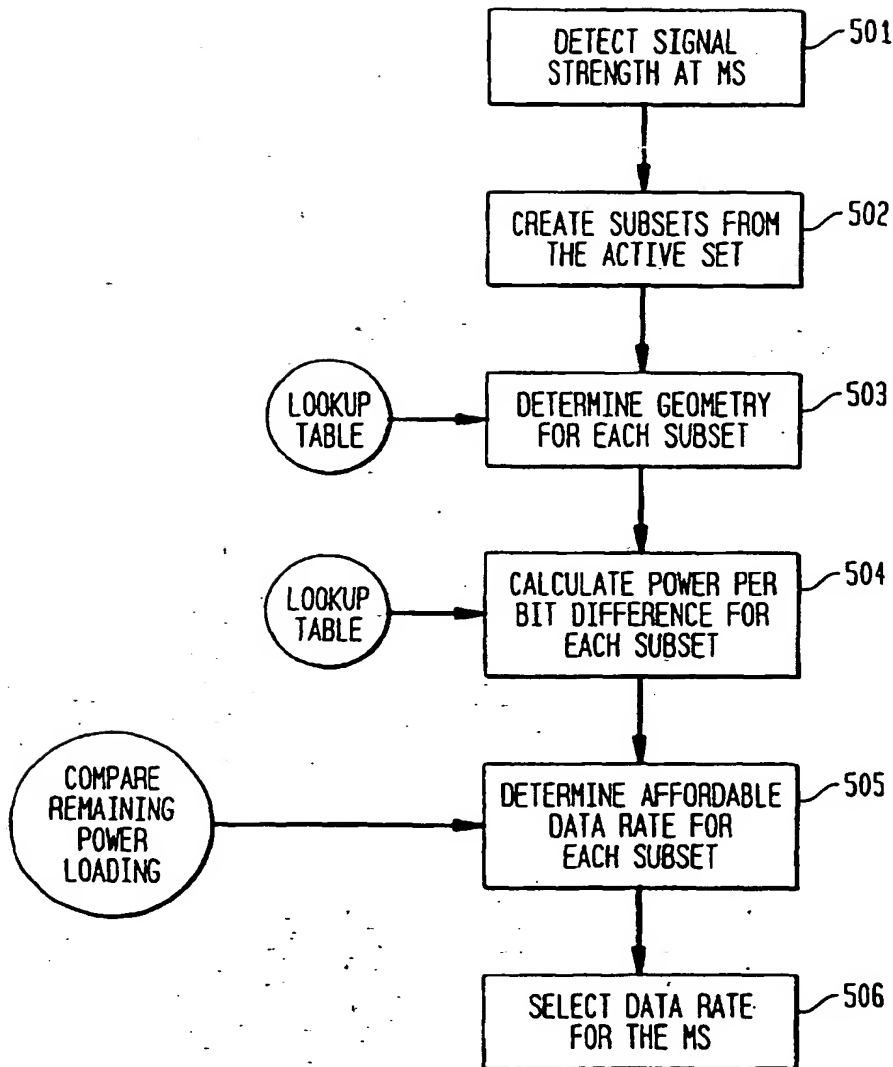 DETECT SIGNAL
STRENGTH AT MS
501
CREATE SUBSETS FROM
THE ACTIVE SET
502
LOOKUP
TABLE
DETERMINE GEOMETRY
FOR EACH SUBSET
503
LOOKUP
TABLE
CALCULATE POWER PER
BIT DIFFERENCE FOR
EACH SUBSET
504
COMPARE
REMAINING
POWER
LOADING
DETERMINE AFFORDABLE
DATA RATE FOR
EACH SUBSET
505
SELECT DATA RATE
FOR THE MS
506